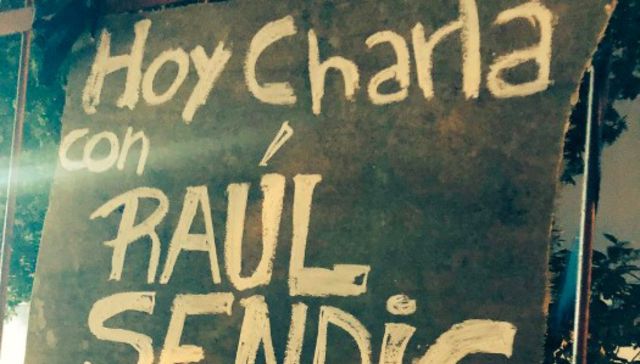 Hoy Charla
con
RAÚL
SENDiC